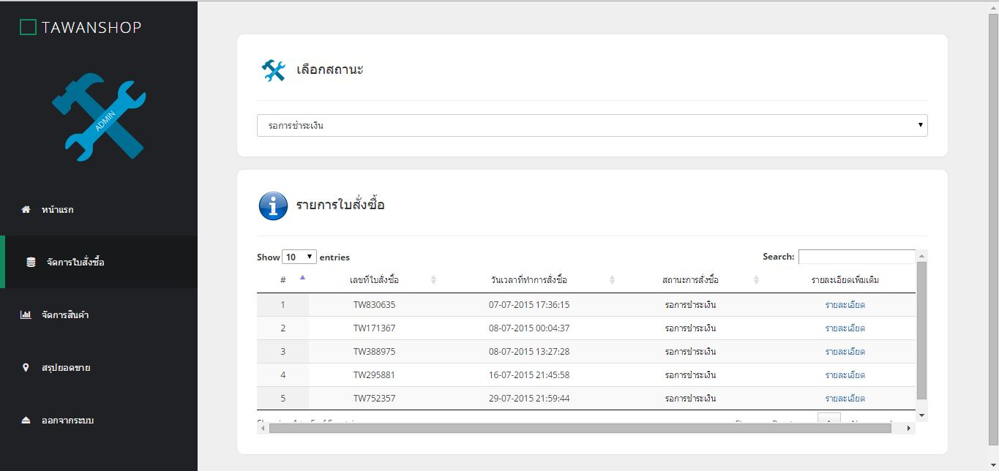 TAWANSHOP
ADMIN
หน้าแรก
จัดการใบสั่งซื้อ
จัดการสินค้า
สรุปยอดขาย
ออกจากระบบ
เลือกสถานะ
รอการชำระเงิน
รายการใบสั่งซื้อ
Show 10 entries Search:
# เลขที่ใบสั่งซื้อ วันเวลาที่ทำการสั่งซื้อ สถานะการสั่งซื้อ รายละเอียดเพิ่มเติม
1 TW830635 07-07-2015 17:36:15 รอการชำระเงิน รายละเอียด
2 TW171367 08-07-2015 00:04:37 รอการชำระเงิน รายละเอียด
3 TW388975 08-07-2015 13:27:28 รอการชำระเงิน รายละเอียด
4 TW295881 16-07-2015 21:45:58 รอการชำระเงิน รายละเอียด
5 TW752357 29-07-2015 21:59:44 รอการชำระเงิน รายละเอียด